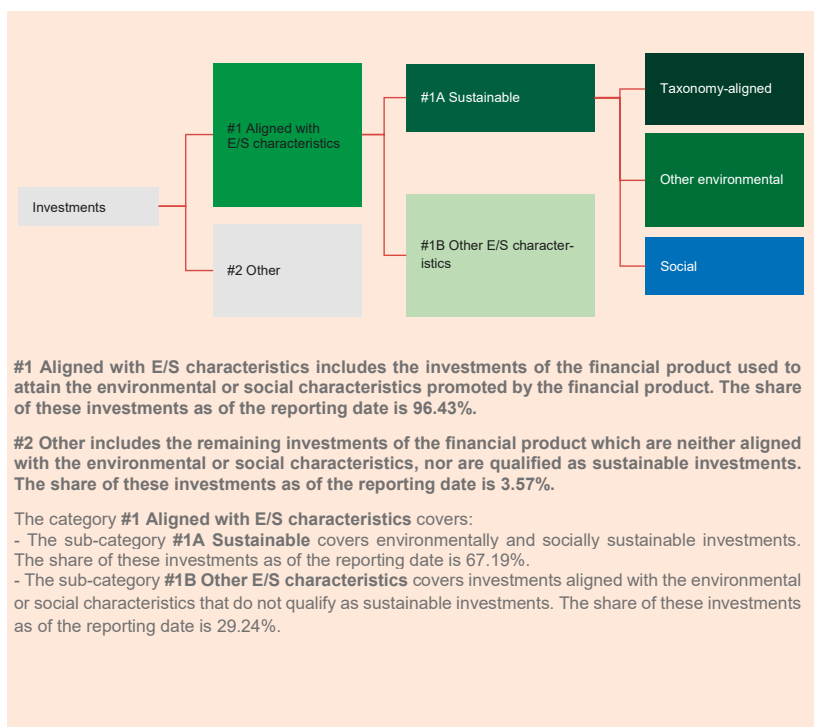 Investments
#1 Aligned with
E/S characteristics
#2 Other
#1A Sustainable
#1B Other E/S character-
istics
Taxonomy-aligned
Other environmental
Social
#1 Aligned with E/S characteristics includes the investments of the financial product used to
attain the environmental or social characteristics promoted by the financial product. The share
of these investments as of the reporting date is 96.43%.
#2 Other includes the remaining investments of the financial product which are neither aligned
with the environmental or social characteristics, nor are qualified as sustainable investments.
The share of these investments as of the reporting date is 3.57%.
The category #1 Aligned with E/S characteristics covers:
- The sub-category #1A Sustainable covers environmentally and socially sustainable investments.
The share of these investments as of the reporting date is 67.19%.
- The sub-category #1B Other E/S characteristics covers investments aligned with the environmental
or social characteristics that do not qualify as sustainable investments. The share of these investments
as of the reporting date is 29.24%.